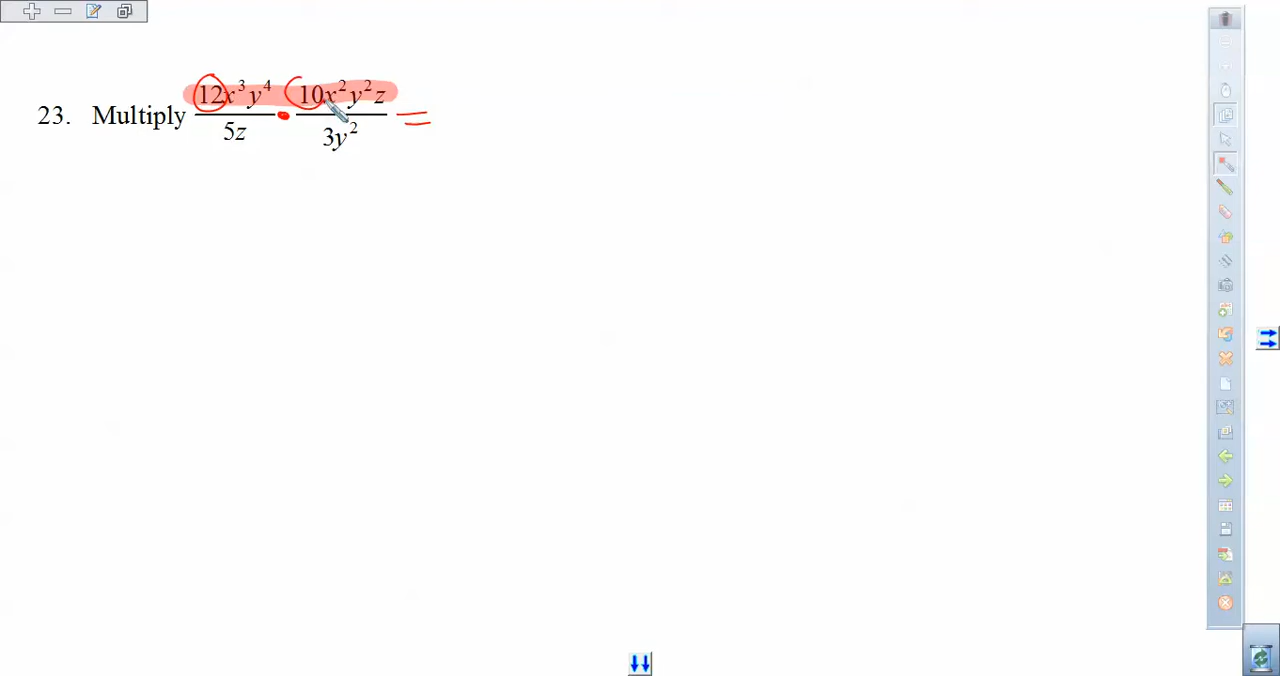 23. Multiply 12x³y⁴/5z · 10x²y²z/3y² =